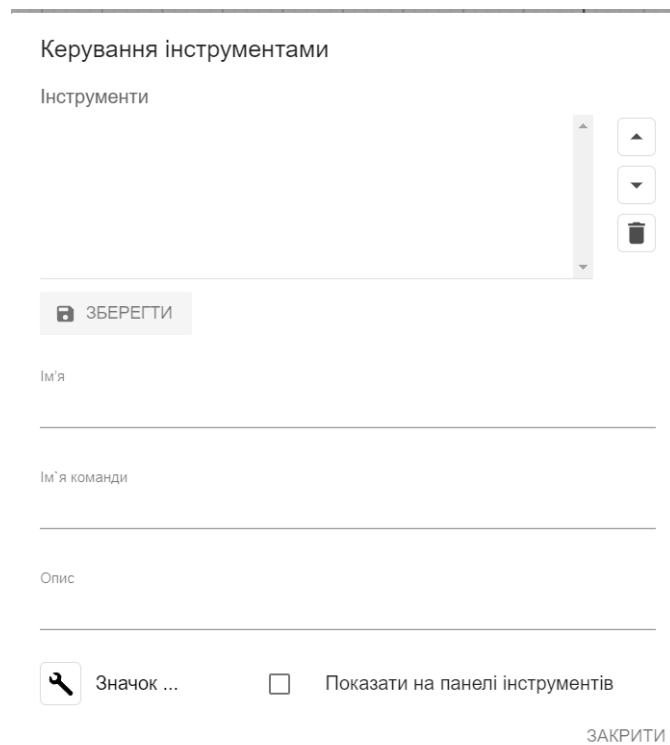 Керування інструментами
Інструменти
ЗБЕРЕГТИ
Ім'я
Ім`я команди
Опис
Значок ...
Показати на панелі інструментів
ЗАКРИТИ